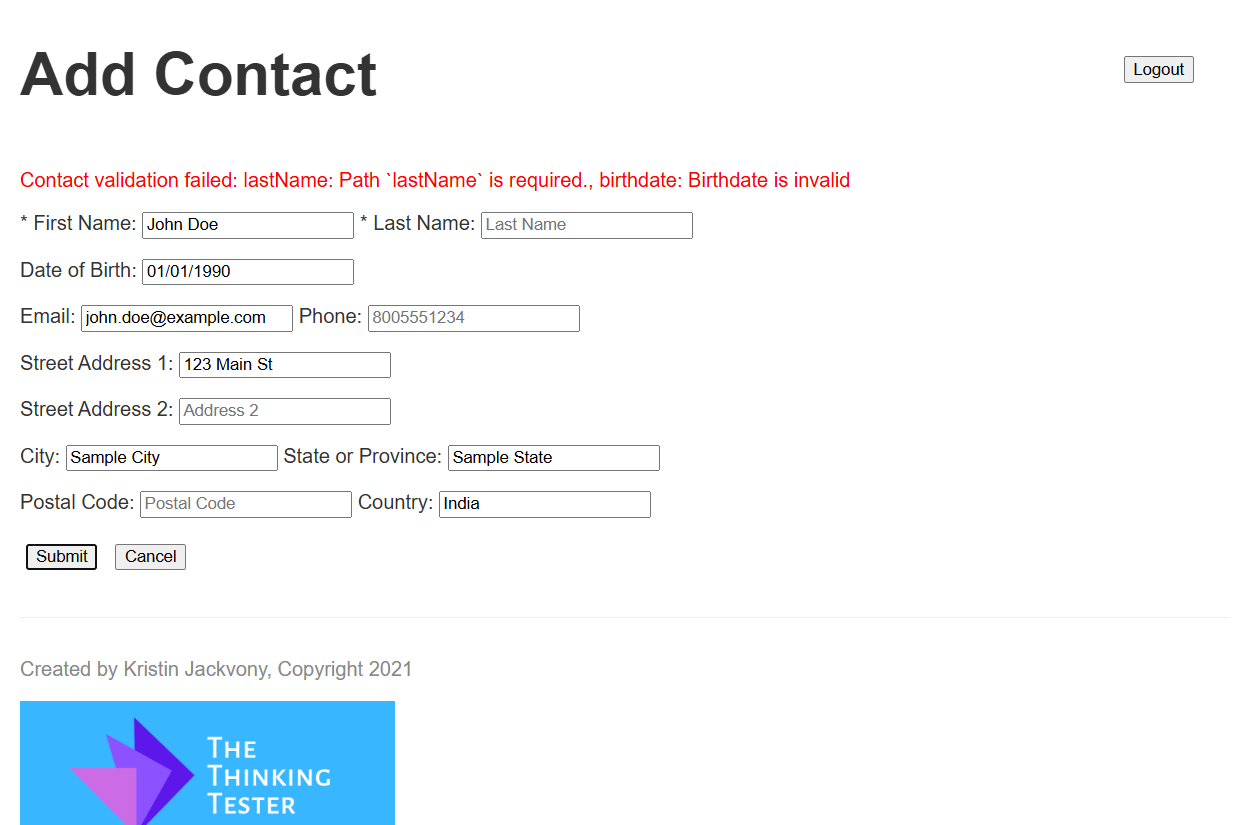 Add Contact
Logout
Contact validation failed: lastName: Path `lastName` is required., birthdate: Birthdate is invalid
* First Name: John Doe * Last Name: Last Name
Date of Birth: 01/01/1990
Email: john.doe@example.com Phone: 8005551234
Street Address 1: 123 Main St
Street Address 2: Address 2
City: Sample City State or Province: Sample State
Postal Code: Postal Code Country: India
Submit Cancel
Created by Kristin Jackvony, Copyright 2021
THE
THINKING
TESTER